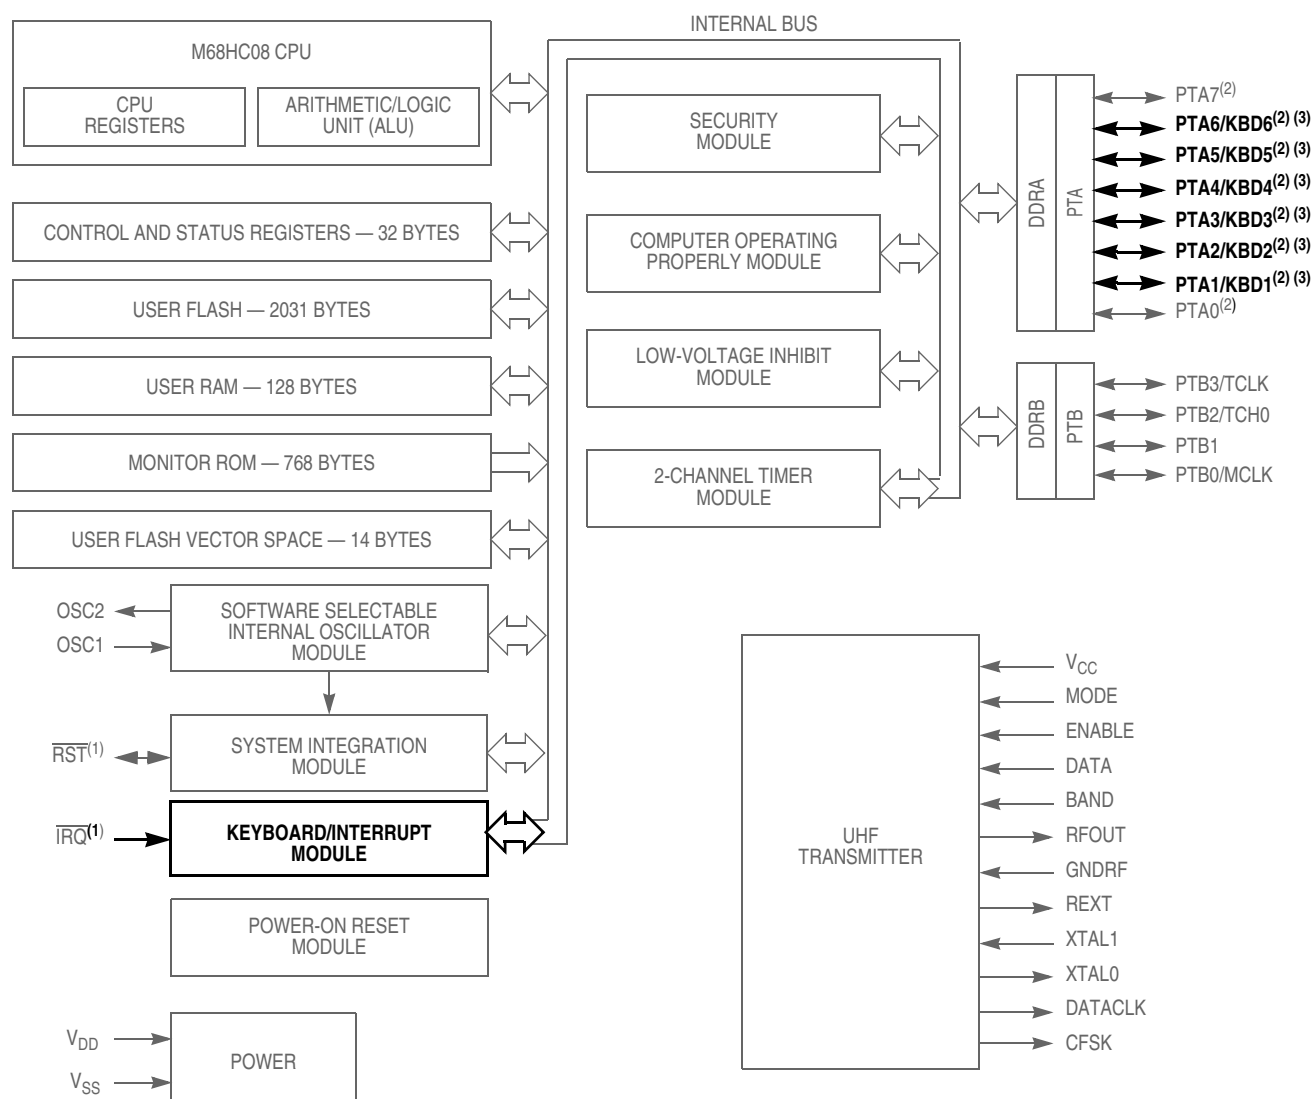 INTERNAL BUS
M68HC08 CPU
CPU
REGISTERS
ARITHMETIC/LOGIC
UNIT (ALU)
CONTROL AND STATUS REGISTERS — 32 BYTES
USER FLASH — 2031 BYTES
USER RAM — 128 BYTES
MONITOR ROM — 768 BYTES
USER FLASH VECTOR SPACE — 14 BYTES
OSC2
OSC1
SOFTWARE SELECTABLE
INTERNAL OSCILLATOR
MODULE
RST(1)
SYSTEM INTEGRATION
MODULE
IRQ(1)
KEYBOARD/INTERRUPT
MODULE
POWER-ON RESET
MODULE
VDD
VSS
POWER
SECURITY
MODULE
COMPUTER OPERATING
PROPERLY MODULE
LOW-VOLTAGE INHIBIT
MODULE
2-CHANNEL TIMER
MODULE
DDRA
PTA
PTA7(2)
PTA6/KBD6(2) (3)
PTA5/KBD5(2) (3)
PTA4/KBD4(2) (3)
PTA3/KBD3(2) (3)
PTA2/KBD2(2) (3)
PTA1/KBD1(2) (3)
PTA0(2)
DDRB
PTB
PTB3/TCLK
PTB2/TCH0
PTB1
PTB0/MCLK
UHF
TRANSMITTER
VCC
MODE
ENABLE
DATA
BAND
RFOUT
GNDRF
REXT
XTAL1
XTAL0
DATACLK
CFSK